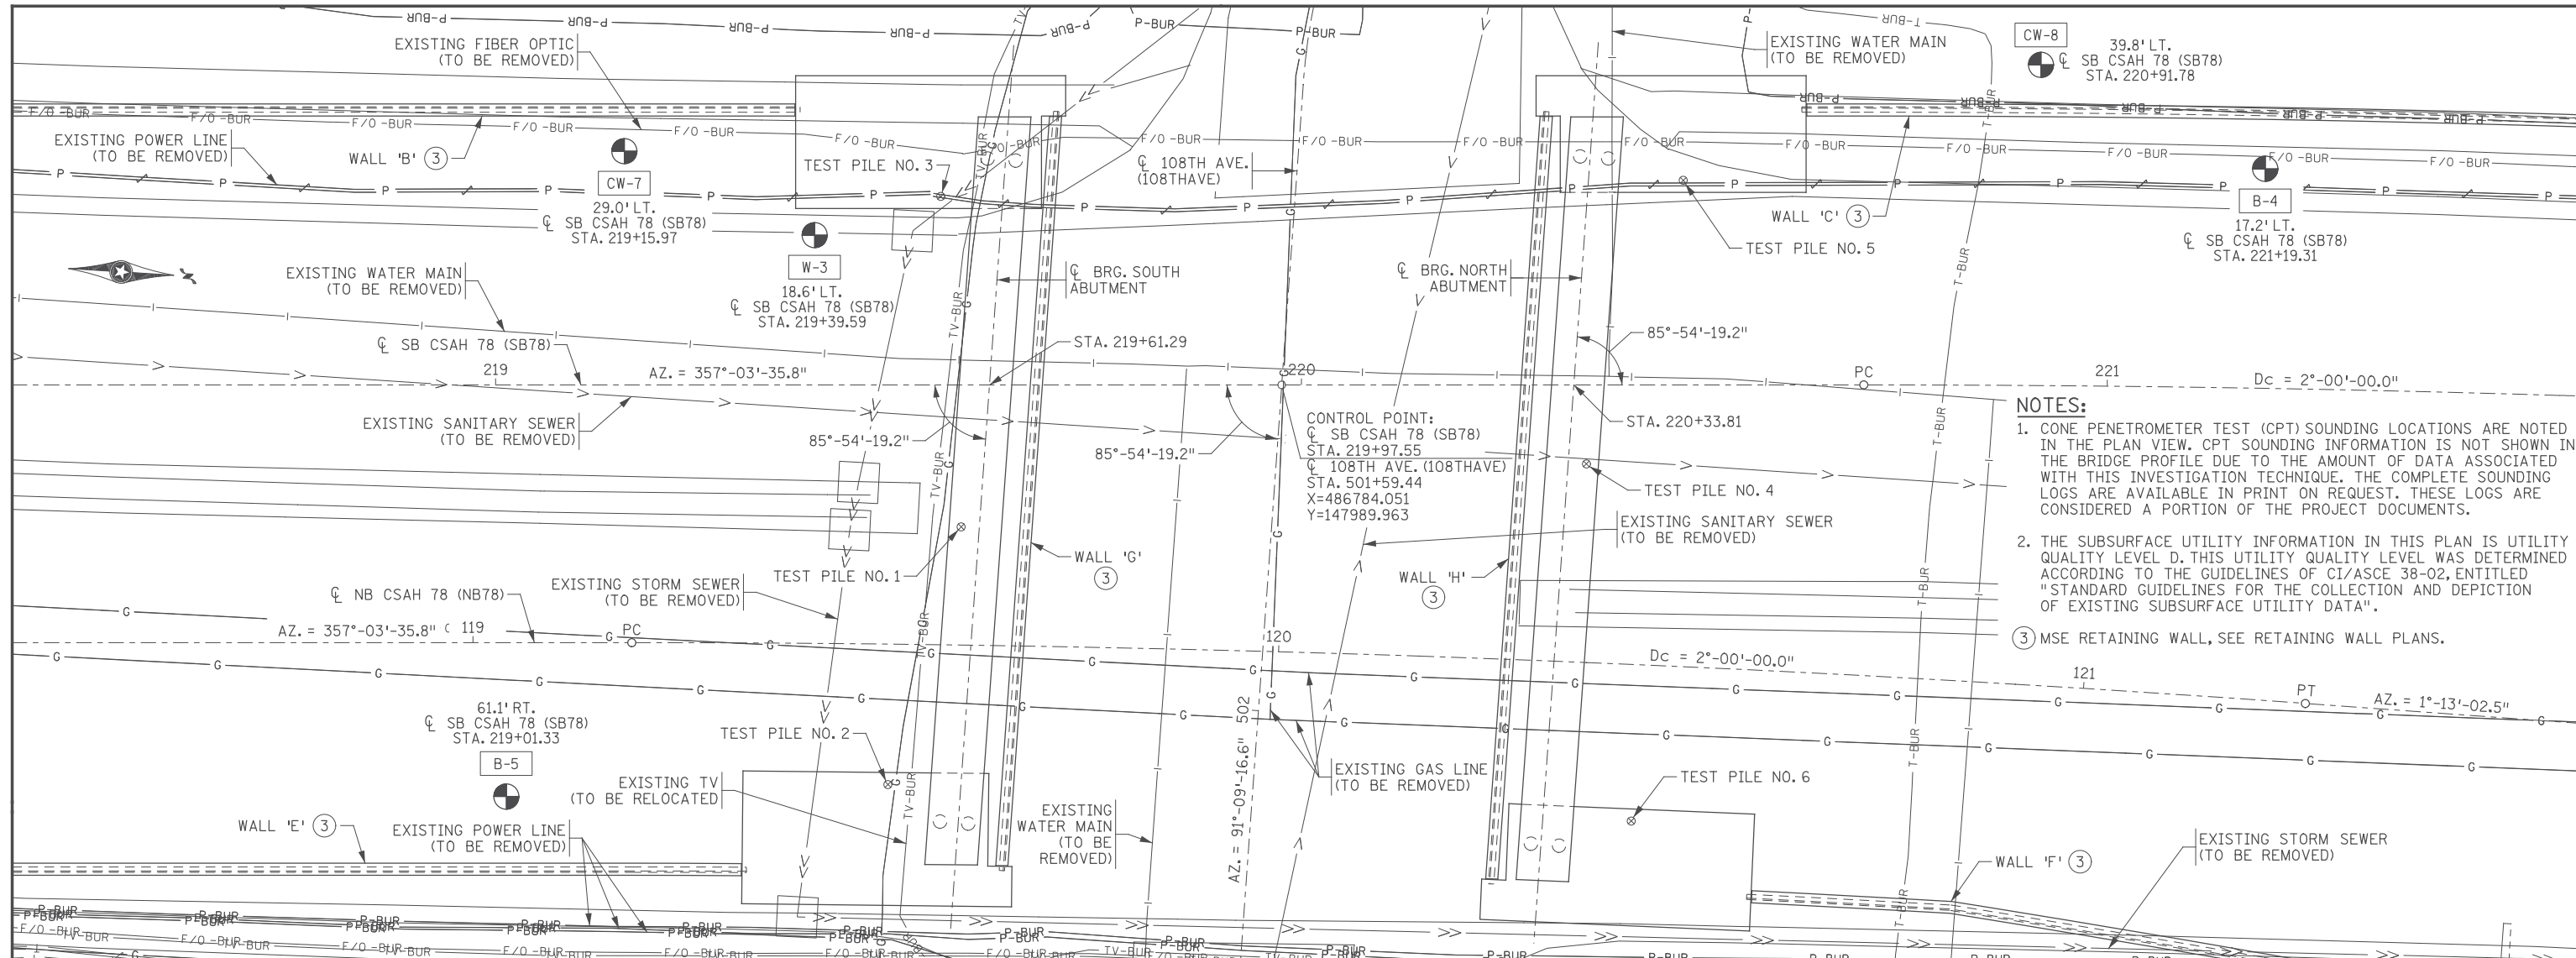 EXISTING FIBER OPTIC
(TO BE REMOVED)
EXISTING POWER LINE
(TO BE REMOVED)
WALL 'B' 3
CW-7
29.0' LT.
℄ SB CSAH 78 (SB78)
STA. 219+15.97
TEST PILE NO. 3
W-3
18.6' LT.
℄ SB CSAH 78 (SB78)
STA. 219+39.59
EXISTING WATER MAIN
(TO BE REMOVED)
℄ SB CSAH 78 (SB78)
219
AZ. = 357°-03'-35.8"
EXISTING SANITARY SEWER
(TO BE REMOVED)
℄ BRG. SOUTH
ABUTMENT
STA. 219+61.29
85°-54'-19.2"
℄ 108TH AVE.
(108THAVE)
℄ BRG. NORTH
ABUTMENT
EXISTING WATER MAIN
(TO BE REMOVED)
WALL 'C' 3
TEST PILE NO. 5
CW-8
39.8' LT.
℄ SB CSAH 78 (SB78)
STA. 220+91.78
B-4
17.2' LT.
℄ SB CSAH 78 (SB78)
STA. 221+19.31
85°-54'-19.2"
220
PC
221
Dc = 2°-00'-00.0"
85°-54'-19.2"
CONTROL POINT:
℄ SB CSAH 78 (SB78)
STA. 219+97.55
℄ 108TH AVE. (108THAVE)
STA. 501+59.44
X=486784.051
Y=147989.963
STA. 220+33.81
TEST PILE NO. 4
EXISTING SANITARY SEWER
(TO BE REMOVED)
NOTES:
1. CONE PENETROMETER TEST (CPT) SOUNDING LOCATIONS ARE NOTED
IN THE PLAN VIEW. CPT SOUNDING INFORMATION IS NOT SHOWN IN
THE BRIDGE PROFILE DUE TO THE AMOUNT OF DATA ASSOCIATED
WITH THIS INVESTIGATION TECHNIQUE. THE COMPLETE SOUNDING
LOGS ARE AVAILABLE IN PRINT ON REQUEST. THESE LOGS ARE
CONSIDERED A PORTION OF THE PROJECT DOCUMENTS.
2. THE SUBSURFACE UTILITY INFORMATION IN THIS PLAN IS UTILITY
QUALITY LEVEL D. THIS UTILITY QUALITY LEVEL WAS DETERMINED
ACCORDING TO THE GUIDELINES OF CI/ASCE 38-02, ENTITLED
"STANDARD GUIDELINES FOR THE COLLECTION AND DEPICTION
OF EXISTING SUBSURFACE UTILITY DATA".
3 MSE RETAINING WALL, SEE RETAINING WALL PLANS.
TEST PILE NO. 1
WALL 'G'
3
WALL 'H'
3
EXISTING STORM SEWER
(TO BE REMOVED)
℄ NB CSAH 78 (NB78)
AZ. = 357°-03'-35.8"
119
PC
120
Dc = 2°-00'-00.0"
121
PT
AZ. = 1°-13'-02.5"
61.1' RT.
℄ SB CSAH 78 (SB78)
STA. 219+01.33
B-5
TEST PILE NO. 2
EXISTING TV
(TO BE RELOCATED
WALL 'E' 3
EXISTING POWER LINE
(TO BE REMOVED)
EXISTING
WATER MAIN
(TO BE
REMOVED)
AZ. = 91°-09'-16.6"
502
EXISTING GAS LINE
(TO BE REMOVED)
TEST PILE NO. 6
WALL 'F' 3
EXISTING STORM SEWER
(TO BE REMOVED)
P-BUR
F/O-BUR
TV-BUR
T-BUR
P
G